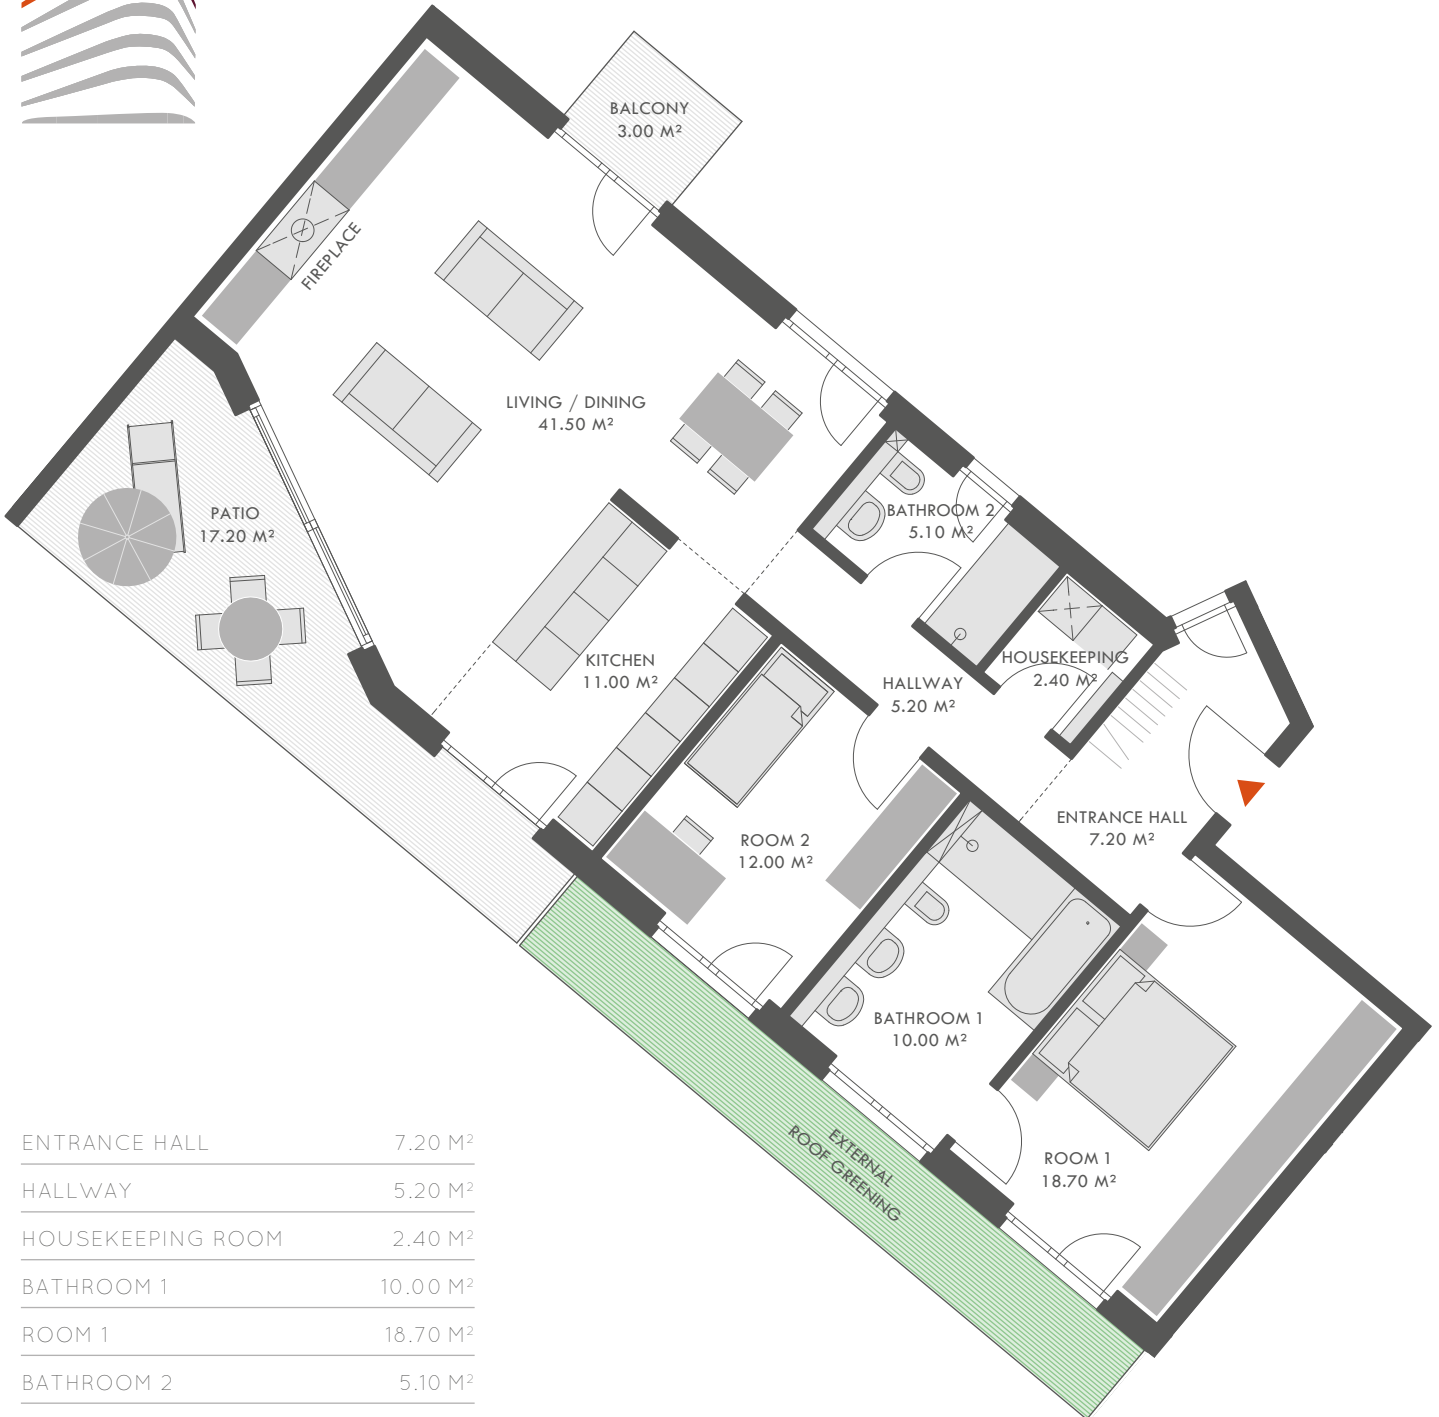 BALCONY
3.00 M²
FIREPLACE
LIVING / DINING
41.50 M²
PATIO
17.20 M²
BATHROOM 2
5.10 M²
KITCHEN
11.00 M²
HOUSEKEEPING
2.40 M²
HALLWAY
5.20 M²
ENTRANCE HALL
7.20 M²
ROOM 2
12.00 M²
BATHROOM 1
10.00 M²
ROOM 1
18.70 M²
EXTERNAL
ROOF GREENING
ENTRANCE HALL 7.20 M²
HALLWAY 5.20 M²
HOUSEKEEPING ROOM 2.40 M²
BATHROOM 1 10.00 M²
ROOM 1 18.70 M²
BATHROOM 2 5.10 M²